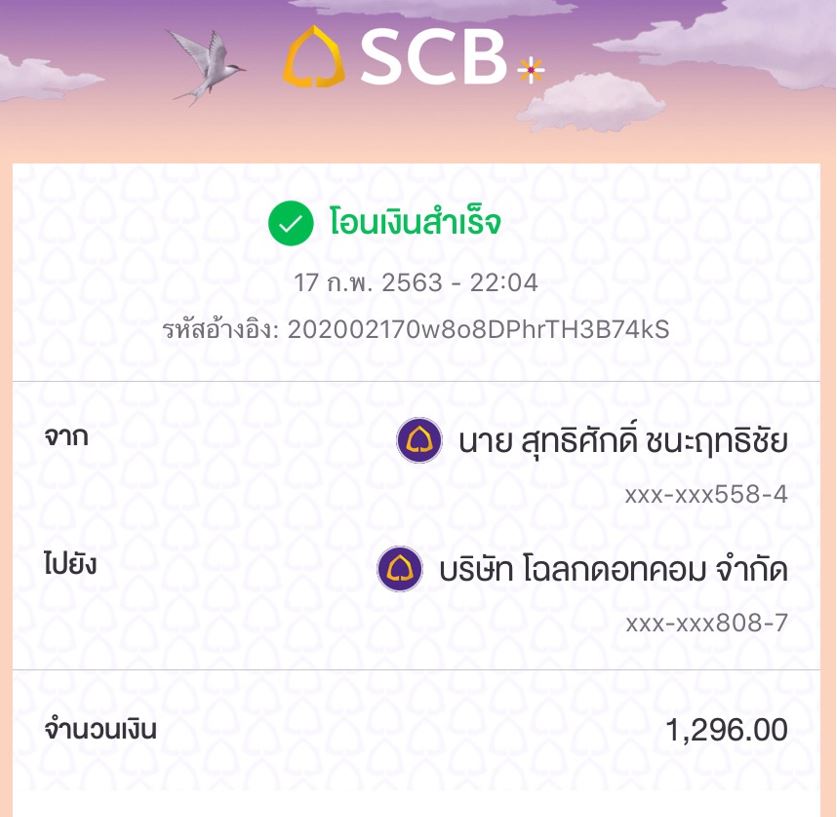 SCB
โอนเงินสำเร็จ
17 ก.พ. 2563 - 22:04
รหัสอ้างอิง: 202002170w8o8DPhrTH3B74kS
จาก
นาย สุทธิศักดิ์ ชนะฤทธิชัย
xxx-xxx558-4
ไปยัง
บริษัท โฉลกดอทคอม จำกัด
xxx-xxx808-7
จำนวนเงิน 1,296.00